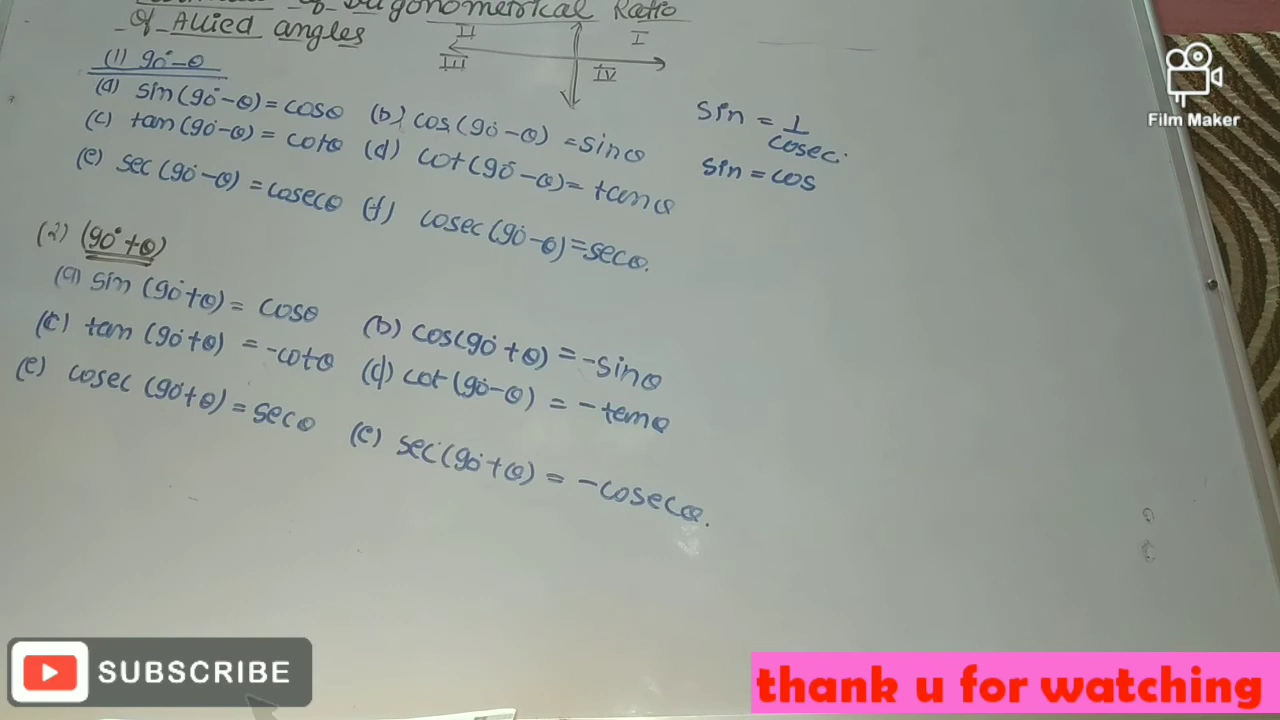 of Trigonometrical Ratio
of Allied angles
II I
III IV
(1) 90°-θ
(a) sin(90°-θ)=cosθ (b) cos(90°-θ)=sinθ
(c) tan(90°-θ)=cotθ (d) cot(90°-θ)=tanθ
(e) sec(90°-θ)=cosecθ (f) cosec(90°-θ)=secθ.
sin = 1/cosec.
sin = cos
(2) (90°+θ)
(a) sin(90°+θ)= cosθ (b) cos(90°+θ)=-sinθ
(c) tan(90°+θ) =-cotθ (d) cot(90°-θ) = -tanθ
(e) cosec(90°+θ)=secθ (e) sec(90°+θ) = -cosecθ.
Film Maker
SUBSCRIBE
thank u for watching